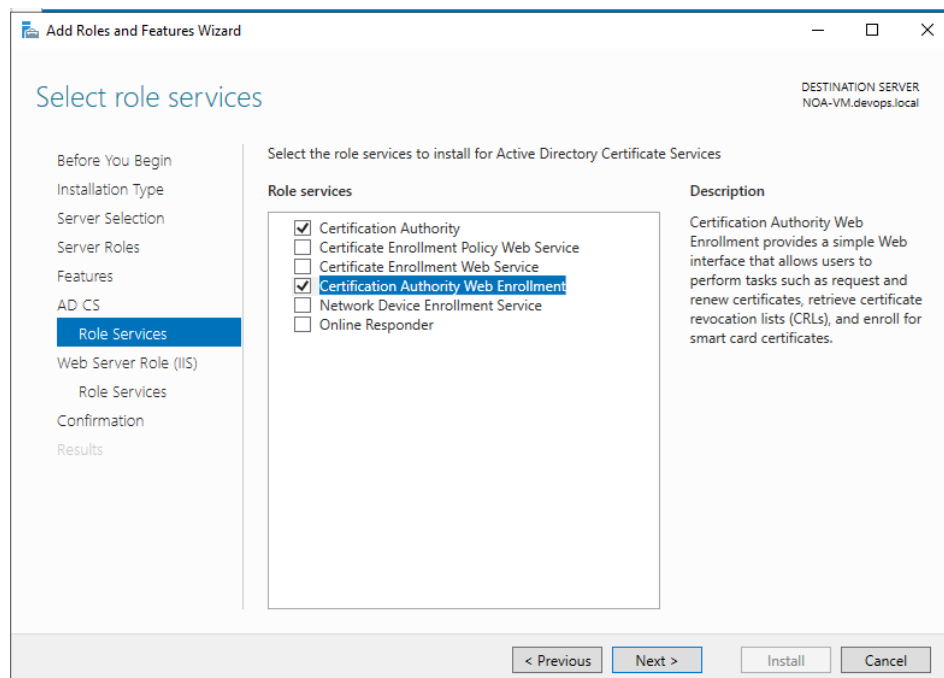 Add Roles and Features Wizard
Select role services
DESTINATION SERVER
NOA-VM.devops.local
Before You Begin
Installation Type
Server Selection
Server Roles
Features
AD CS
Role Services
Web Server Role (IIS)
Role Services
Confirmation
Results
Select the role services to install for Active Directory Certificate Services
Role services
Certification Authority
Certificate Enrollment Policy Web Service
Certificate Enrollment Web Service
Certification Authority Web Enrollment
Network Device Enrollment Service
Online Responder
Description
Certification Authority Web
Enrollment provides a simple Web
interface that allows users to
perform tasks such as request and
renew certificates, retrieve certificate
revocation lists (CRLs), and enroll for
smart card certificates.
< Previous
Next >
Install
Cancel